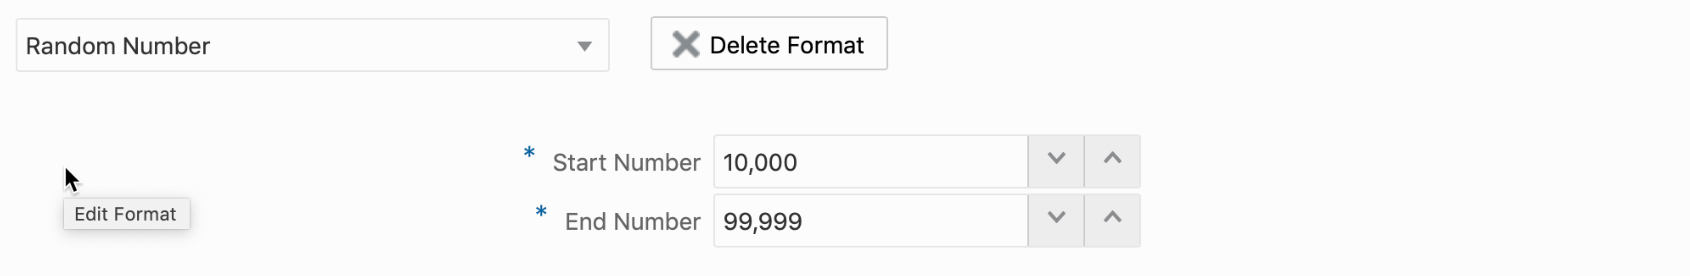 Random Number
Delete Format
* Start Number 10,000
Edit Format
* End Number 99,999